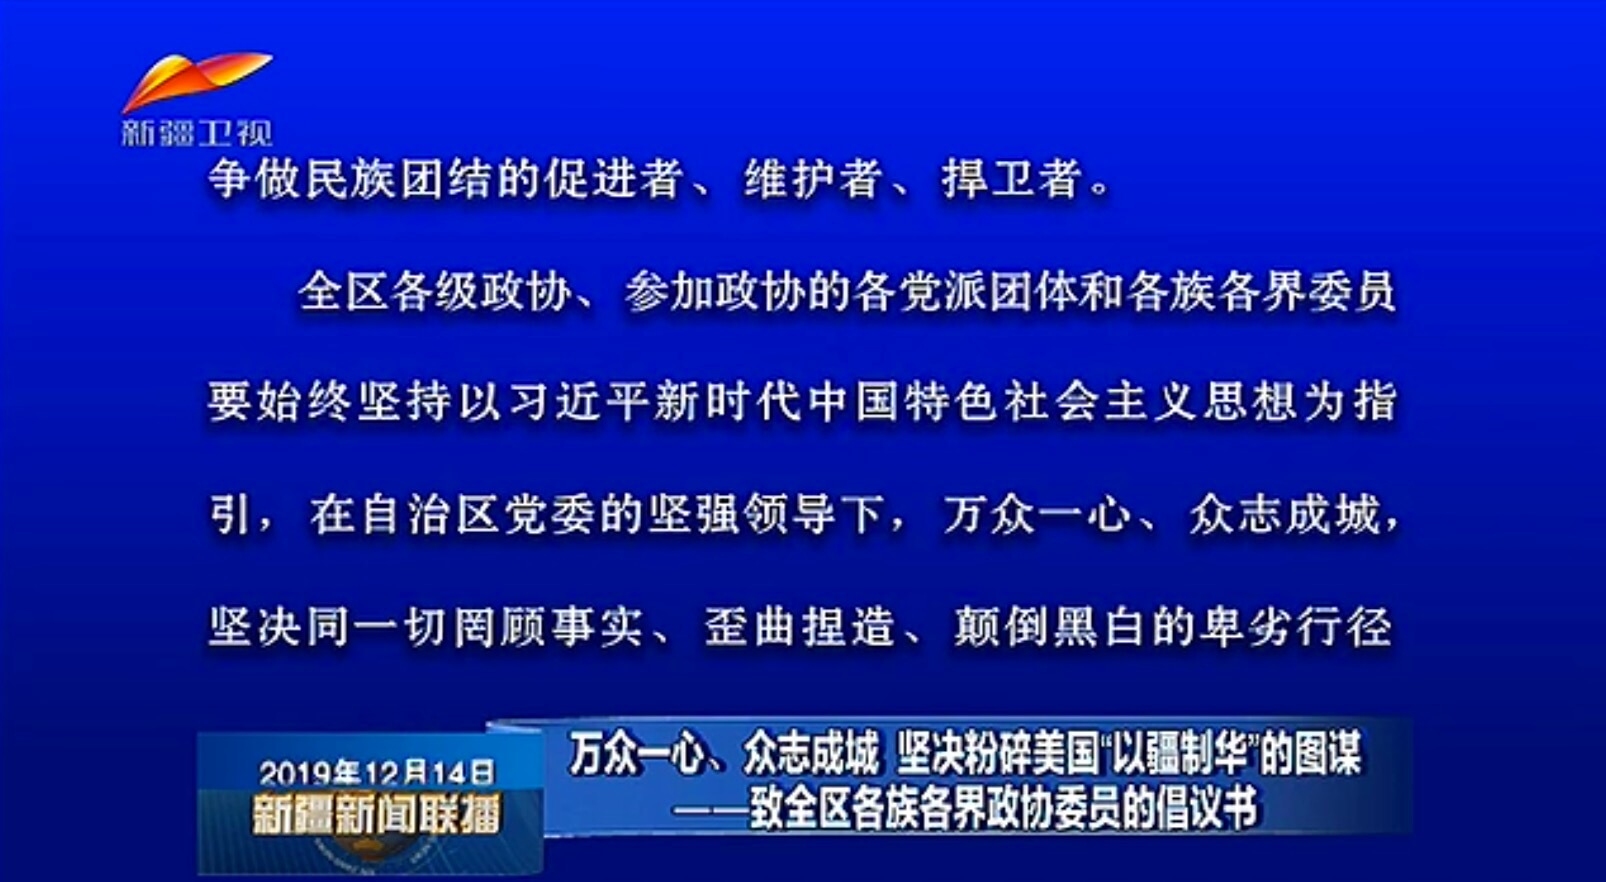 新疆卫视
争做民族团结的促进者、维护者、捍卫者。
全区各级政协、参加政协的各党派团体和各族各界委员
要始终坚持以习近平新时代中国特色社会主义思想为指
引，在自治区党委的坚强领导下，万众一心、众志成城，
坚决同一切罔顾事实、歪曲捏造、颠倒黑白的卑劣行径
万众一心、众志成城 坚决粉碎美国“以疆制华”的图谋
——致全区各族各界政协委员的倡议书
2019年12月14日
新疆新闻联播